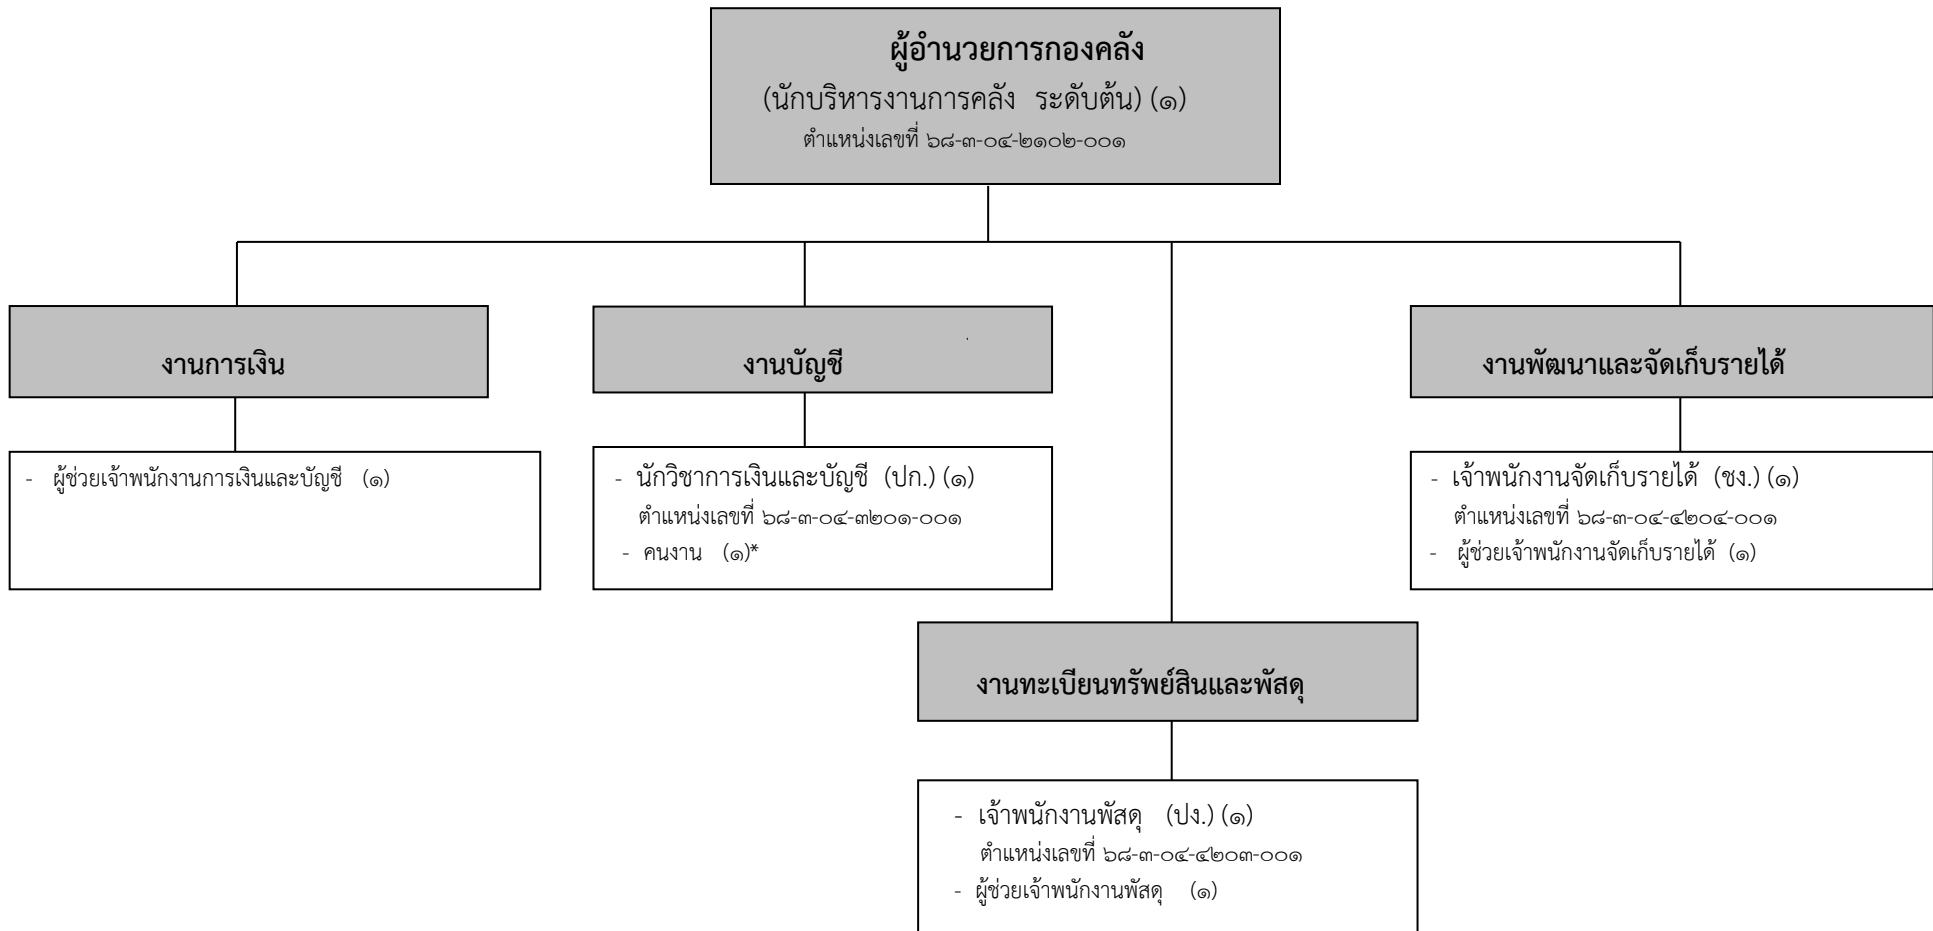 ผู้อำนวยการกองคลัง
(นักบริหารงานการคลัง ระดับต้น) (๑)
ตำแหน่งเลขที่ ๖๘-๓-๐๔-๒๑๐๒-๐๐๑
งานการเงิน
- ผู้ช่วยเจ้าพนักงานการเงินและบัญชี (๑)
งานบัญชี
- นักวิชาการเงินและบัญชี (ปก.) (๑)
ตำแหน่งเลขที่ ๖๘-๓-๐๔-๓๒๐๑-๐๐๑
- คนงาน (๑)*
งานพัฒนาและจัดเก็บรายได้
- เจ้าพนักงานจัดเก็บรายได้ (ชง.) (๑)
ตำแหน่งเลขที่ ๖๘-๓-๐๔-๔๒๐๔-๐๐๑
- ผู้ช่วยเจ้าพนักงานจัดเก็บรายได้ (๑)
งานทะเบียนทรัพย์สินและพัสดุ
- เจ้าพนักงานพัสดุ (ปง.) (๑)
ตำแหน่งเลขที่ ๖๘-๓-๐๔-๔๒๐๓-๐๐๑
- ผู้ช่วยเจ้าพนักงานพัสดุ (๑)